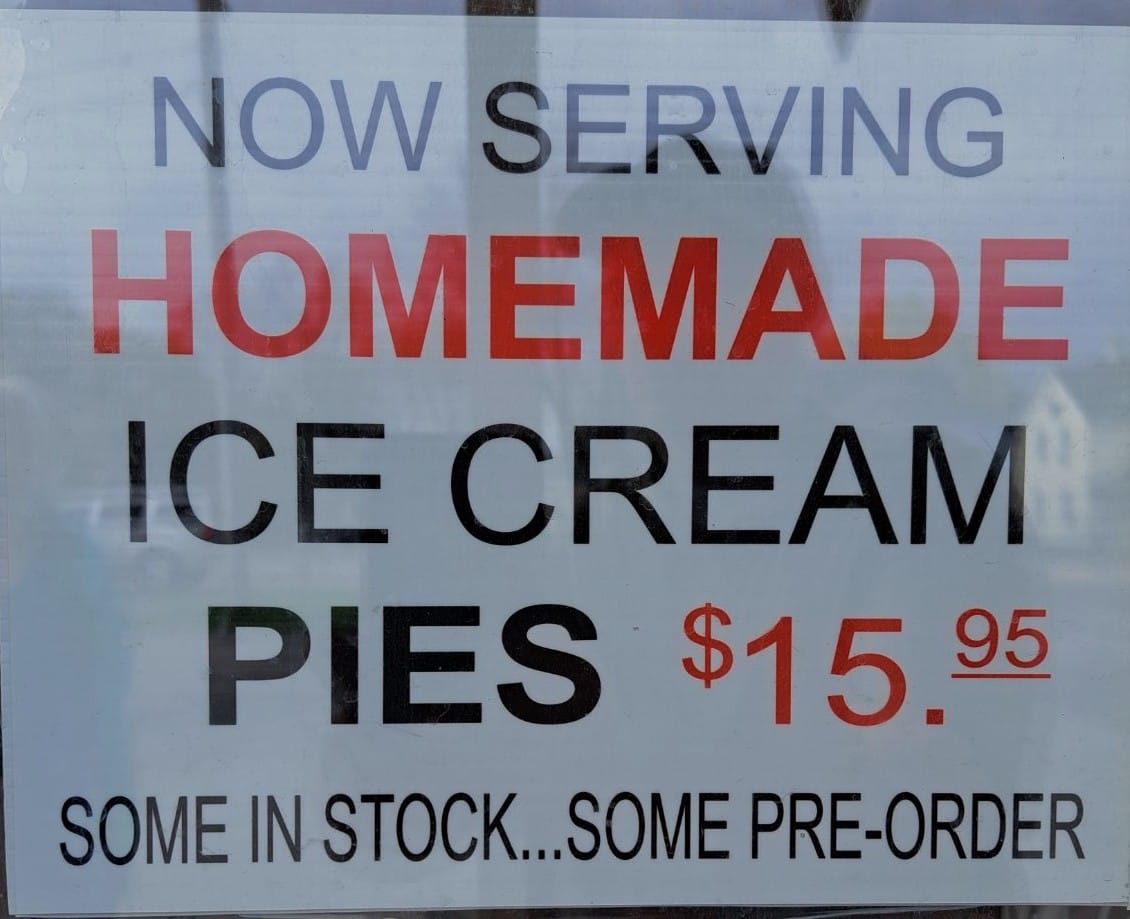 NOW SERVING
HOMEMADE
ICE CREAM
PIES $15.95
SOME IN STOCK...SOME PRE-ORDER